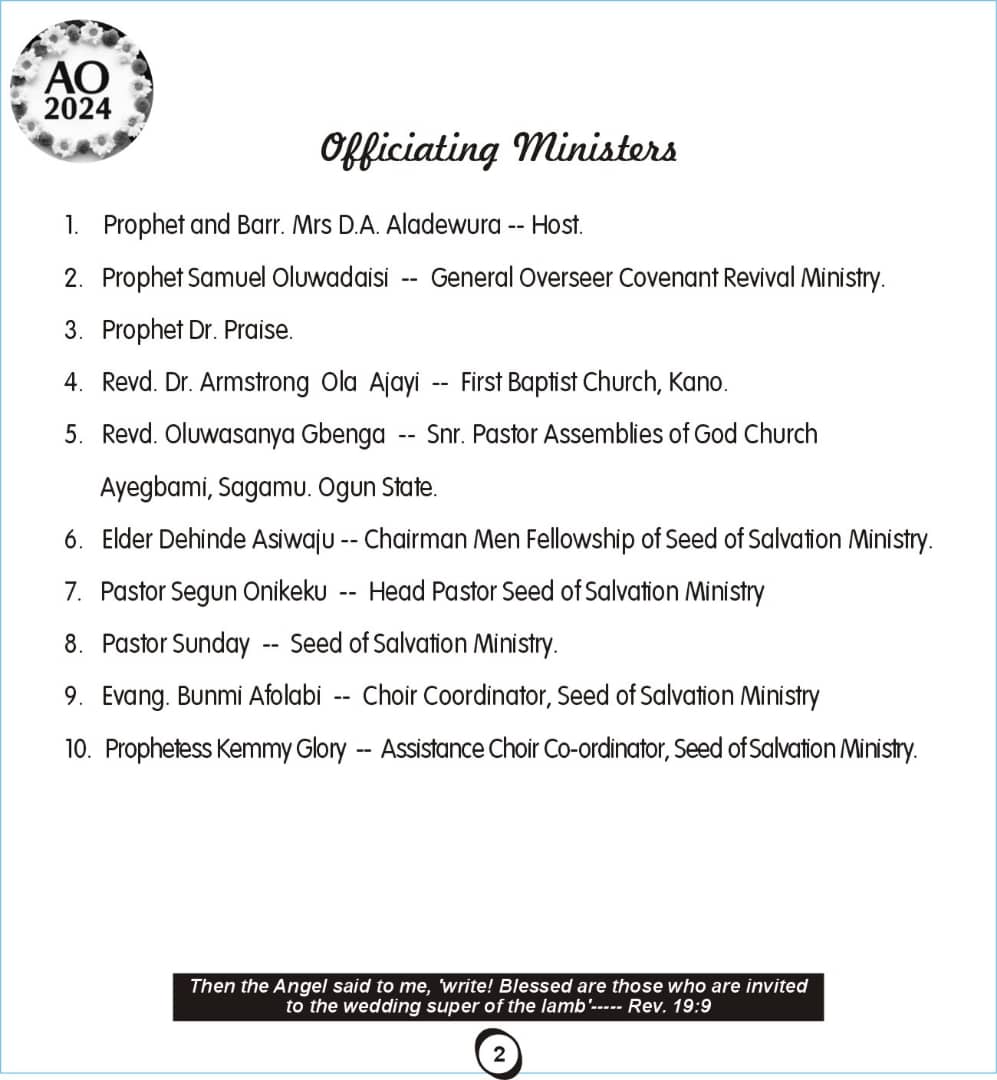 AO
2024
Officiating Ministers
1. Prophet and Barr. Mrs D.A. Aladewura -- Host.
2. Prophet Samuel Oluwadaisi -- General Overseer Covenant Revival Ministry.
3. Prophet Dr. Praise.
4. Revd. Dr. Armstrong Ola Ajayi -- First Baptist Church, Kano.
5. Revd. Oluwasanya Gbenga -- Snr. Pastor Assemblies of God Church
Ayegbami, Sagamu. Ogun State.
6. Elder Dehinde Asiwaju -- Chairman Men Fellowship of Seed of Salvation Ministry.
7. Pastor Segun Onikeku -- Head Pastor Seed of Salvation Ministry
8. Pastor Sunday -- Seed of Salvation Ministry.
9. Evang. Bunmi Afolabi -- Choir Coordinator, Seed of Salvation Ministry
10. Prophetess Kemmy Glory -- Assistance Choir Co-ordinator, Seed of Salvation Ministry.
Then the Angel said to me, 'write! Blessed are those who are invited
to the wedding super of the lamb'----- Rev. 19:9
2